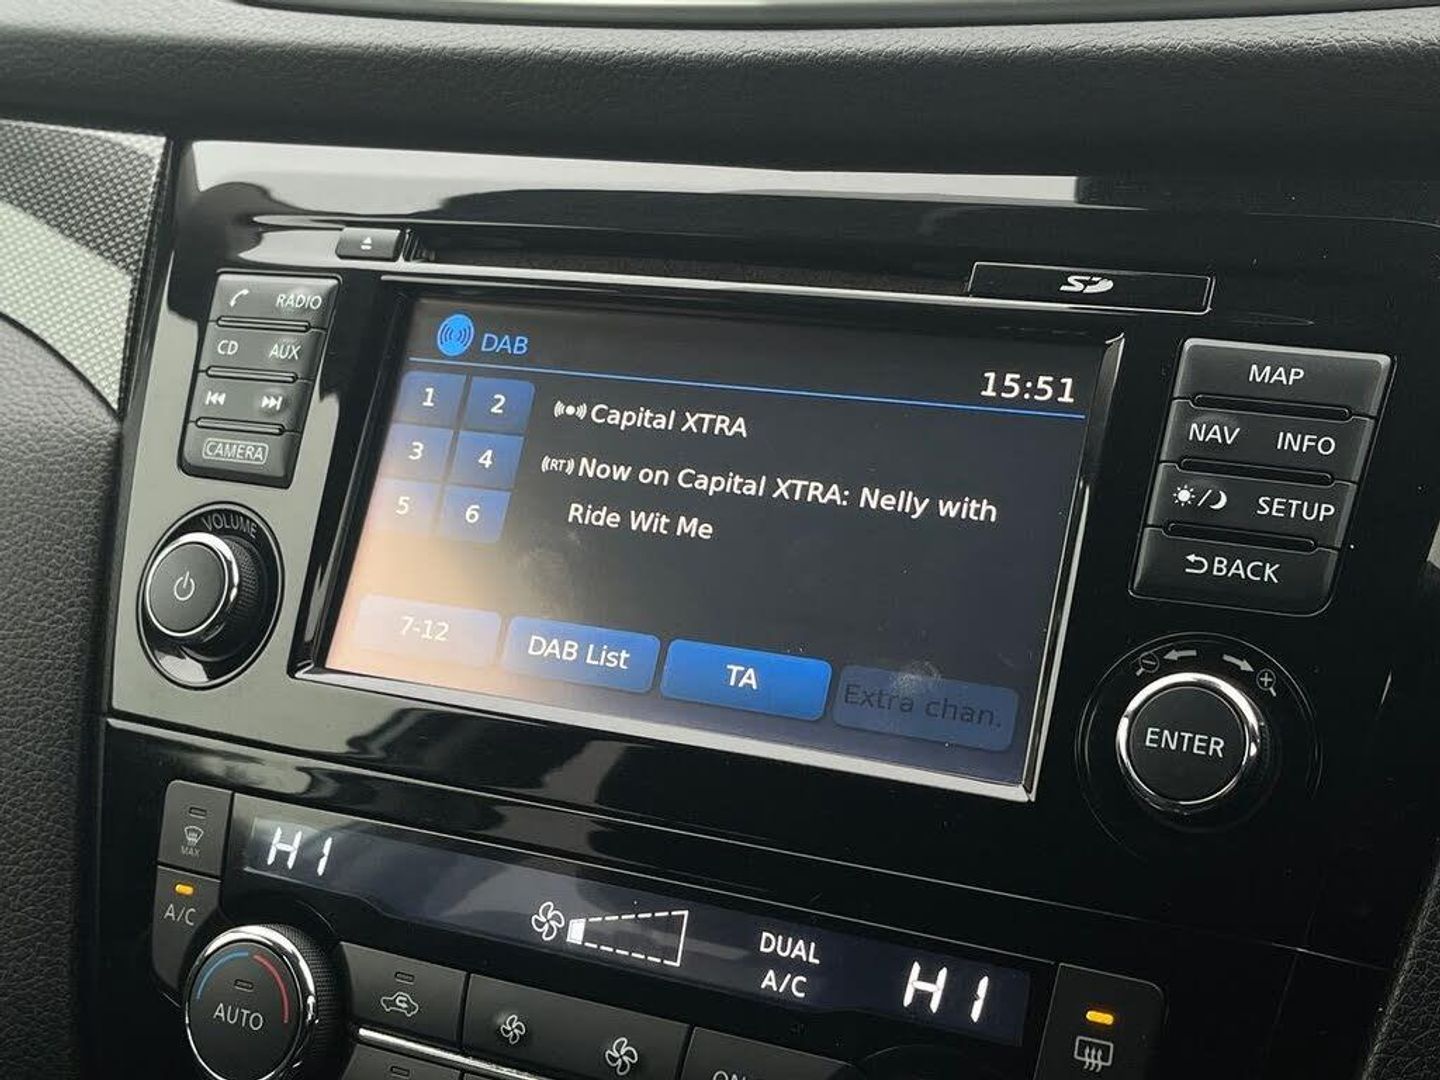 SD
RADIO
CD AUX
CAMERA
VOLUME
DAB
15:51
1 2
3 4
5 6
Capital XTRA
RT Now on Capital XTRA: Nelly with
Ride Wit Me
7-12
DAB List
TA
Extra chan.
MAP
NAV INFO
SETUP
BACK
ENTER
MAX
A/C
AUTO
HI
DUAL
A/C
HI